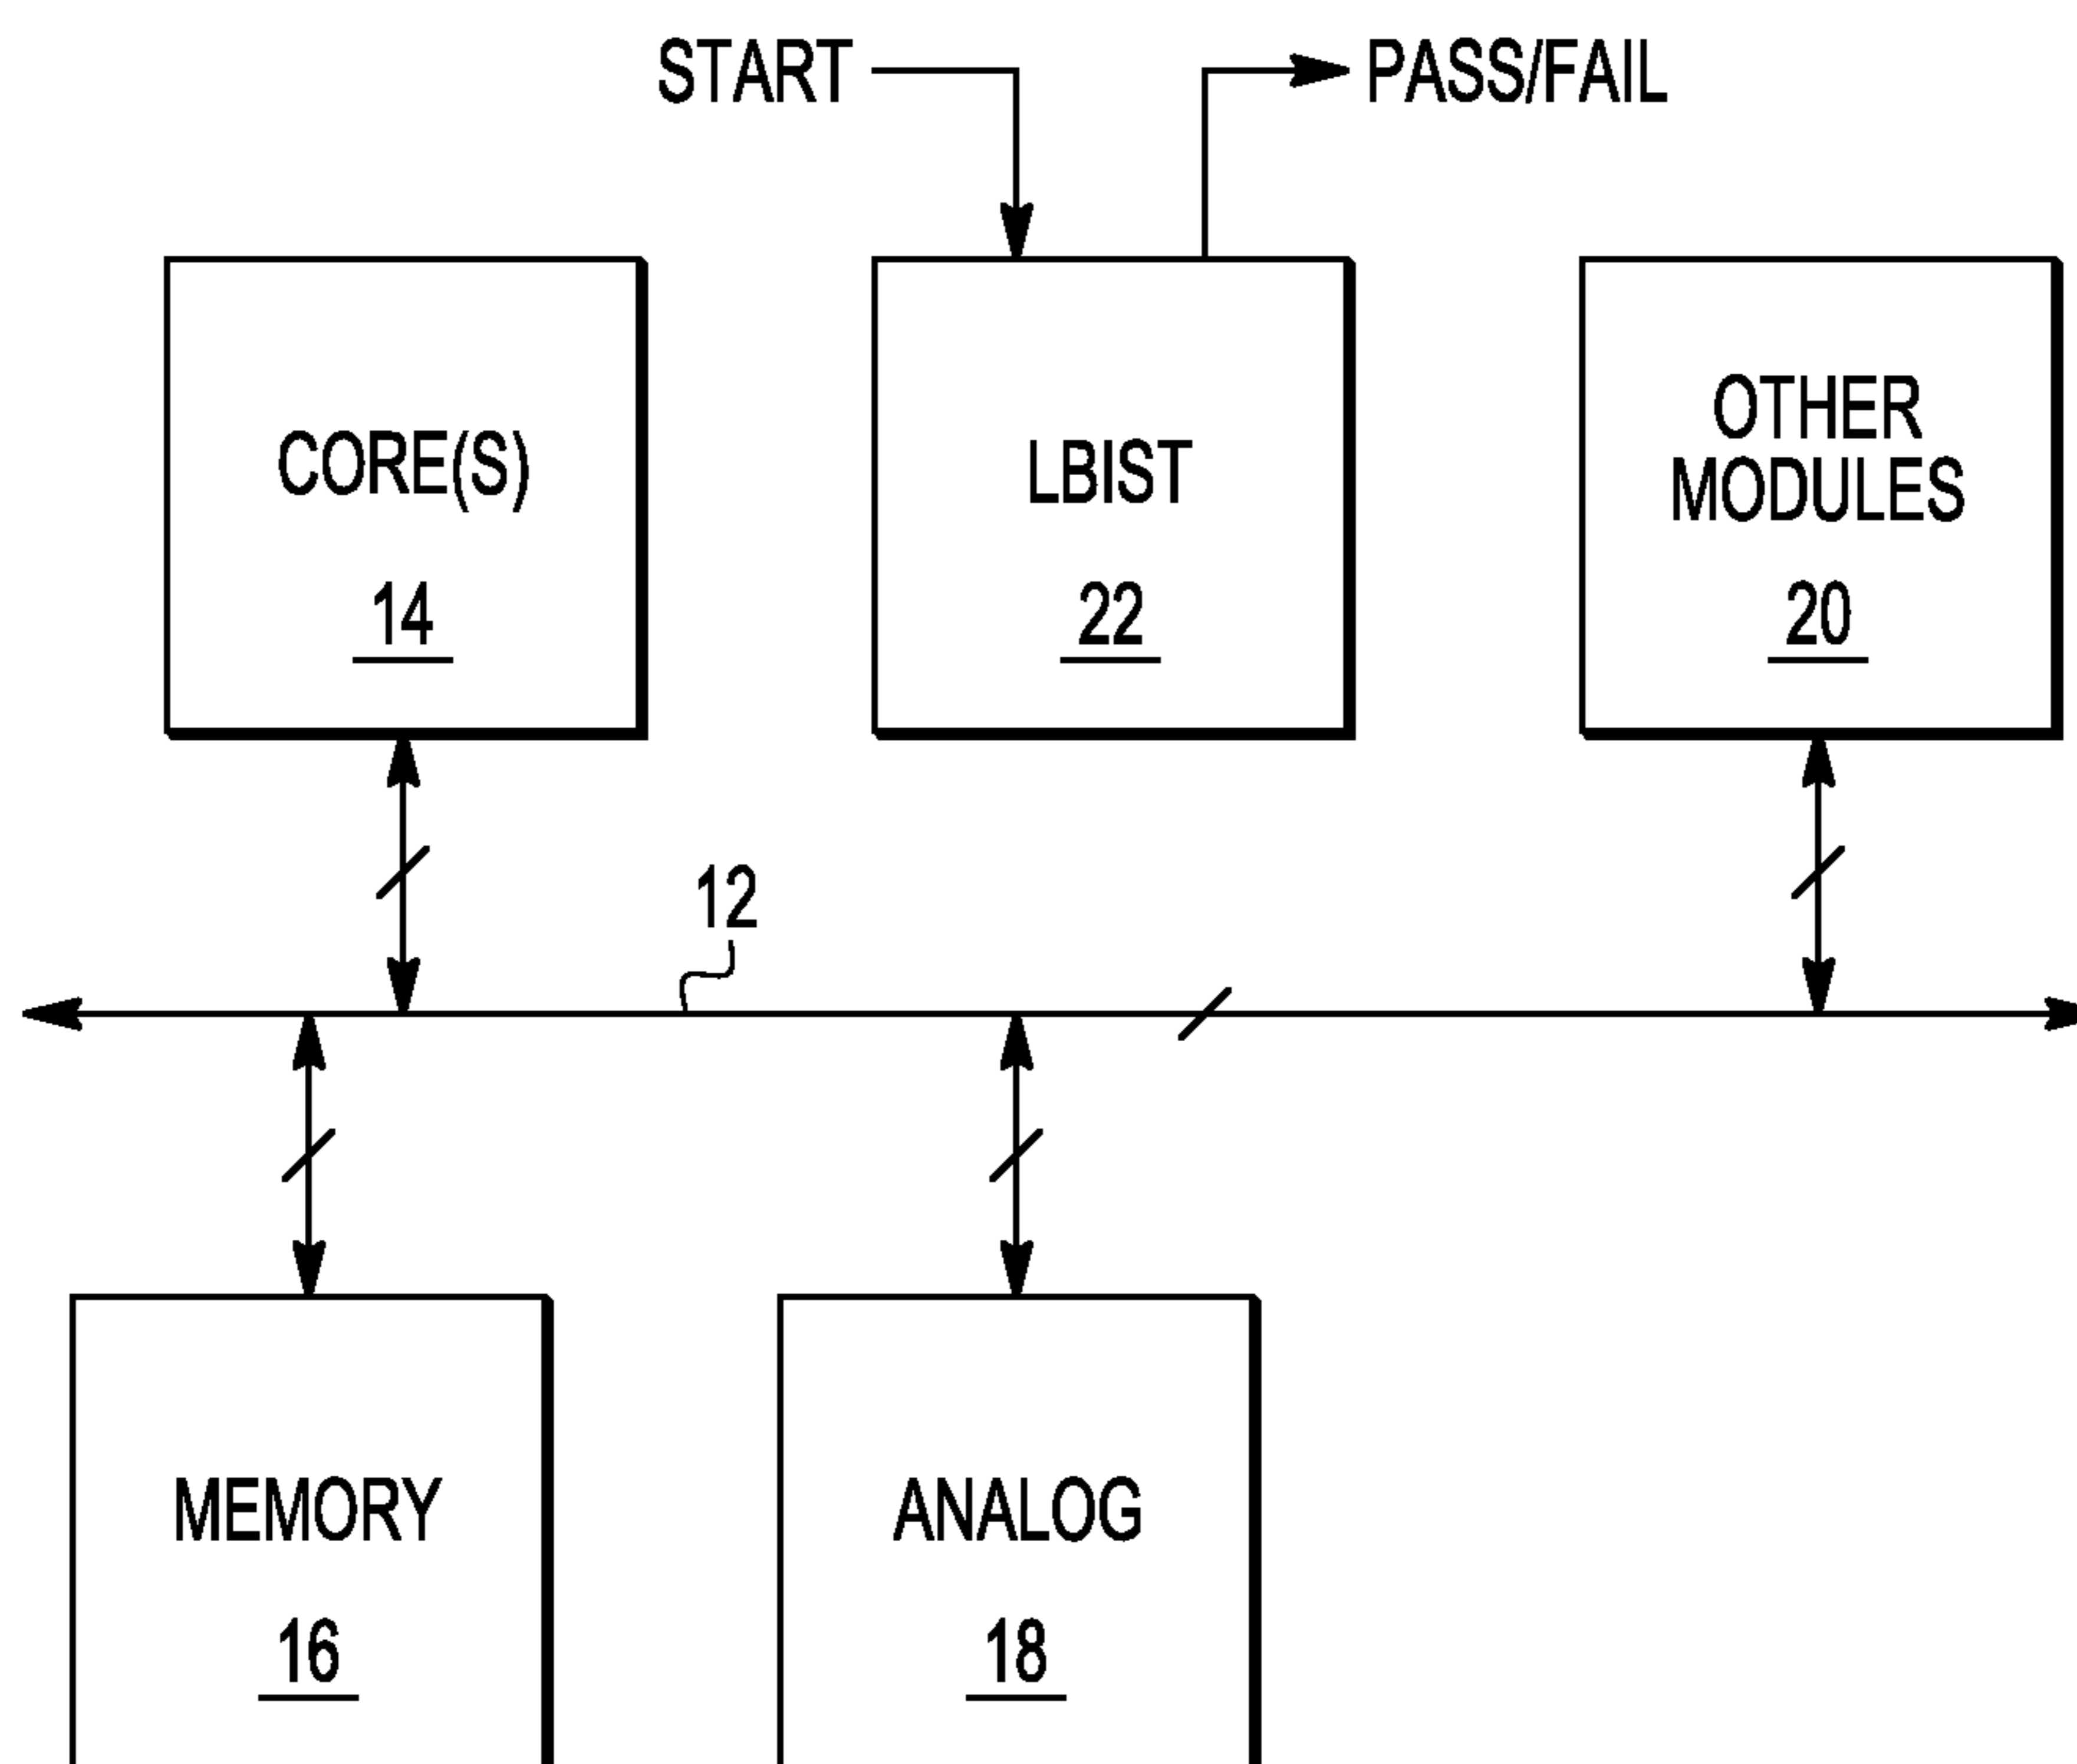 START
PASS/FAIL
CORE(S)
14
LBIST
22
OTHER
MODULES
20
12
MEMORY
16
ANALOG
18